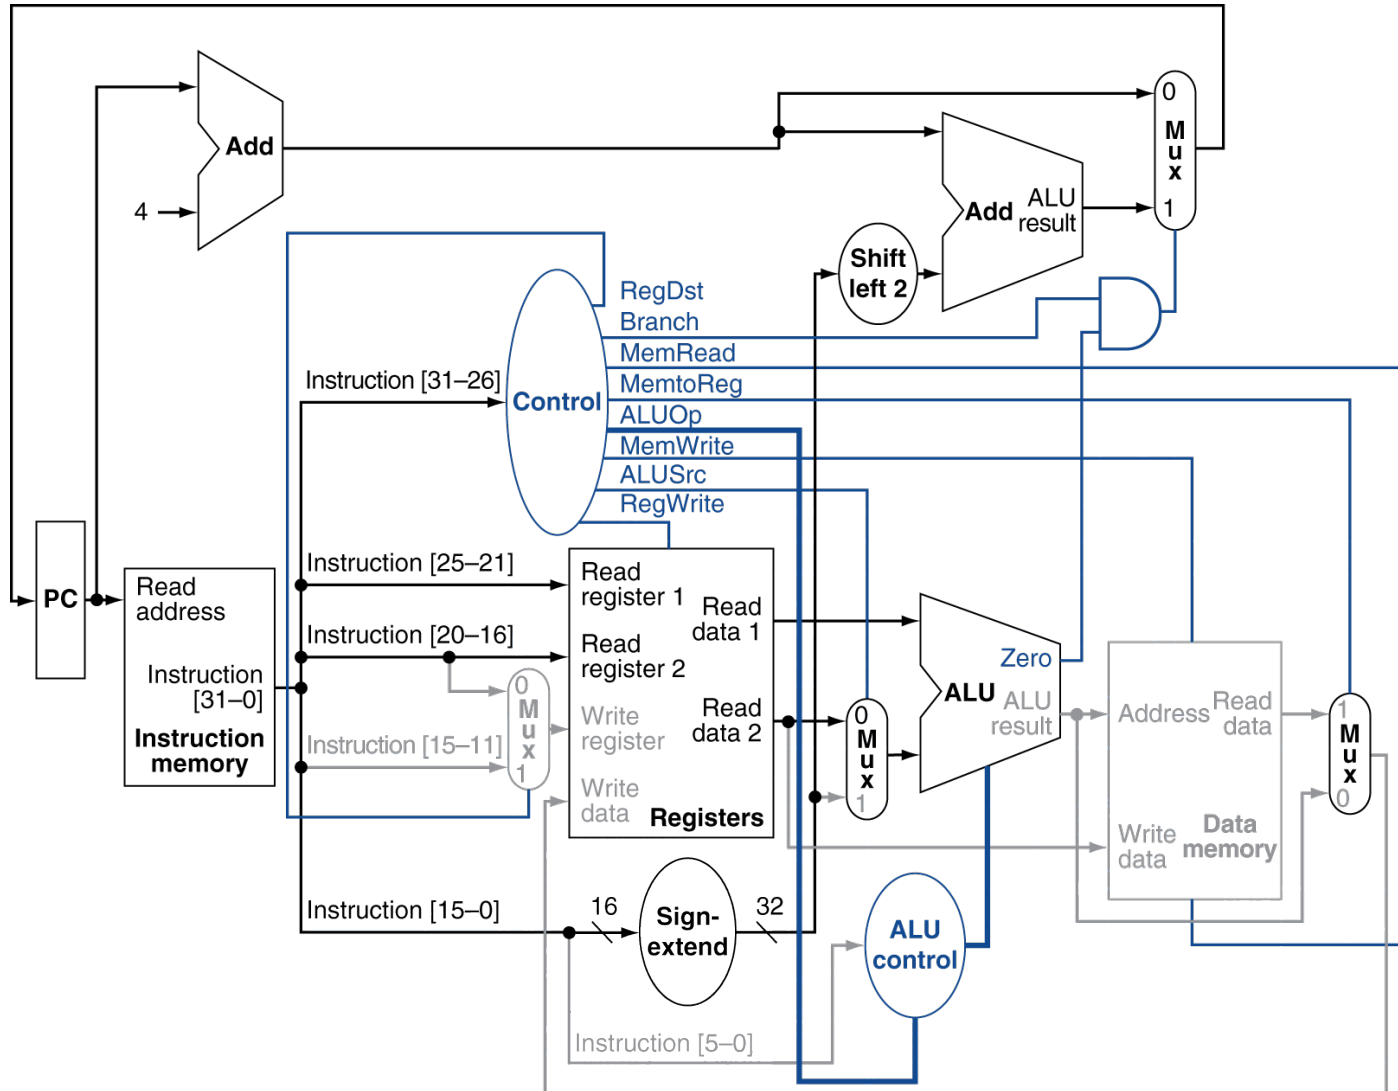 0
M
u
x
1
Add
4
Add
ALU
result
Shift
left 2
RegDst
Branch
MemRead
MemtoReg
ALUOp
MemWrite
ALUSrc
RegWrite
Control
Instruction [31–26]
Instruction [25–21]
Instruction [20–16]
Instruction [15–11]
Instruction [15–0]
Instruction [5–0]
PC
Read
address
Instruction
[31–0]
Instruction
memory
0
M
u
x
1
Read
register 1
Read
register 2
Write
register
Write
data
Read
data 1
Read
data 2
Registers
0
M
u
x
1
Zero
ALU
ALU
result
Address
Read
data
Write
data
Data
memory
1
M
u
x
0
16
Sign-
extend
32
ALU
control